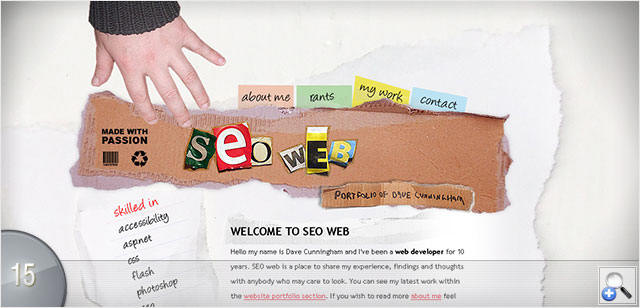 about me
rants
my work
contact
MADE WITH
PASSION
SEO WEB
PORTFOLIO OF DAVE CUNNINGHAM
skilled in
accessibility
asp.net
css
flash
photoshop
seo
WELCOME TO SEO WEB
Hello my name is Dave Cunningham and I've been a web developer for 10
years. SEO web is a place to share my experience, findings and thoughts
with anybody who may care to look. You can see my latest work within
the website portfolio section. If you wish to read more about me feel
15